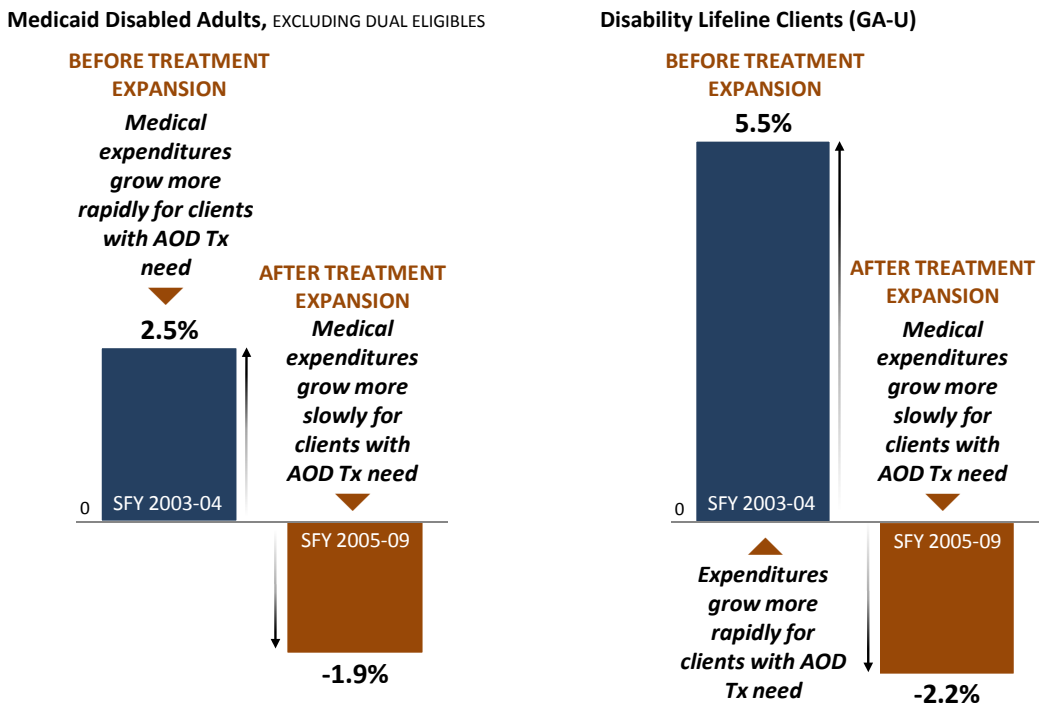 Medicaid Disabled Adults, EXCLUDING DUAL ELIGIBLES
BEFORE TREATMENT
EXPANSION
Medical
expenditures
grow more
rapidly for clients
with AOD Tx
need
2.5%
SFY 2003-04
0
AFTER TREATMENT
EXPANSION
Medical
expenditures
grow more
slowly for
clients with
AOD Tx need
SFY 2005-09
-1.9%
Disability Lifeline Clients (GA-U)
BEFORE TREATMENT
EXPANSION
5.5%
SFY 2003-04
0
Expenditures
grow more
rapidly for
clients with AOD
Tx need
AFTER TREATMENT
EXPANSION
Medical
expenditures
grow more
slowly for
clients with
AOD Tx need
SFY 2005-09
-2.2%